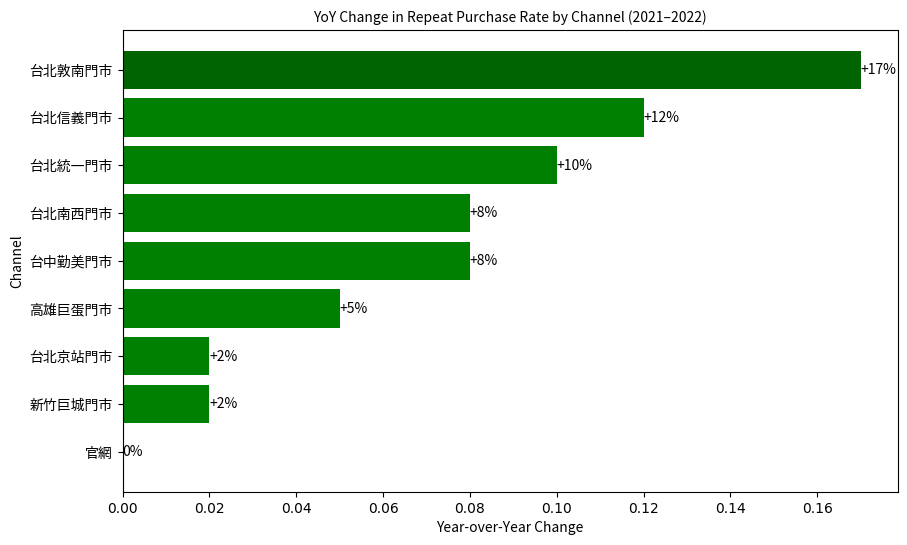 YoY Change in Repeat Purchase Rate by Channel (2021–2022)
台北敦南門市
+17%
台北信義門市
+12%
台北統一門市
+10%
台北南西門市
+8%
台中勤美門市
+8%
高雄巨蛋門市
+5%
台北京站門市
+2%
新竹巨城門市
+2%
官網
0%
Channel
0.00 0.02 0.04 0.06 0.08 0.10 0.12 0.14 0.16
Year-over-Year Change